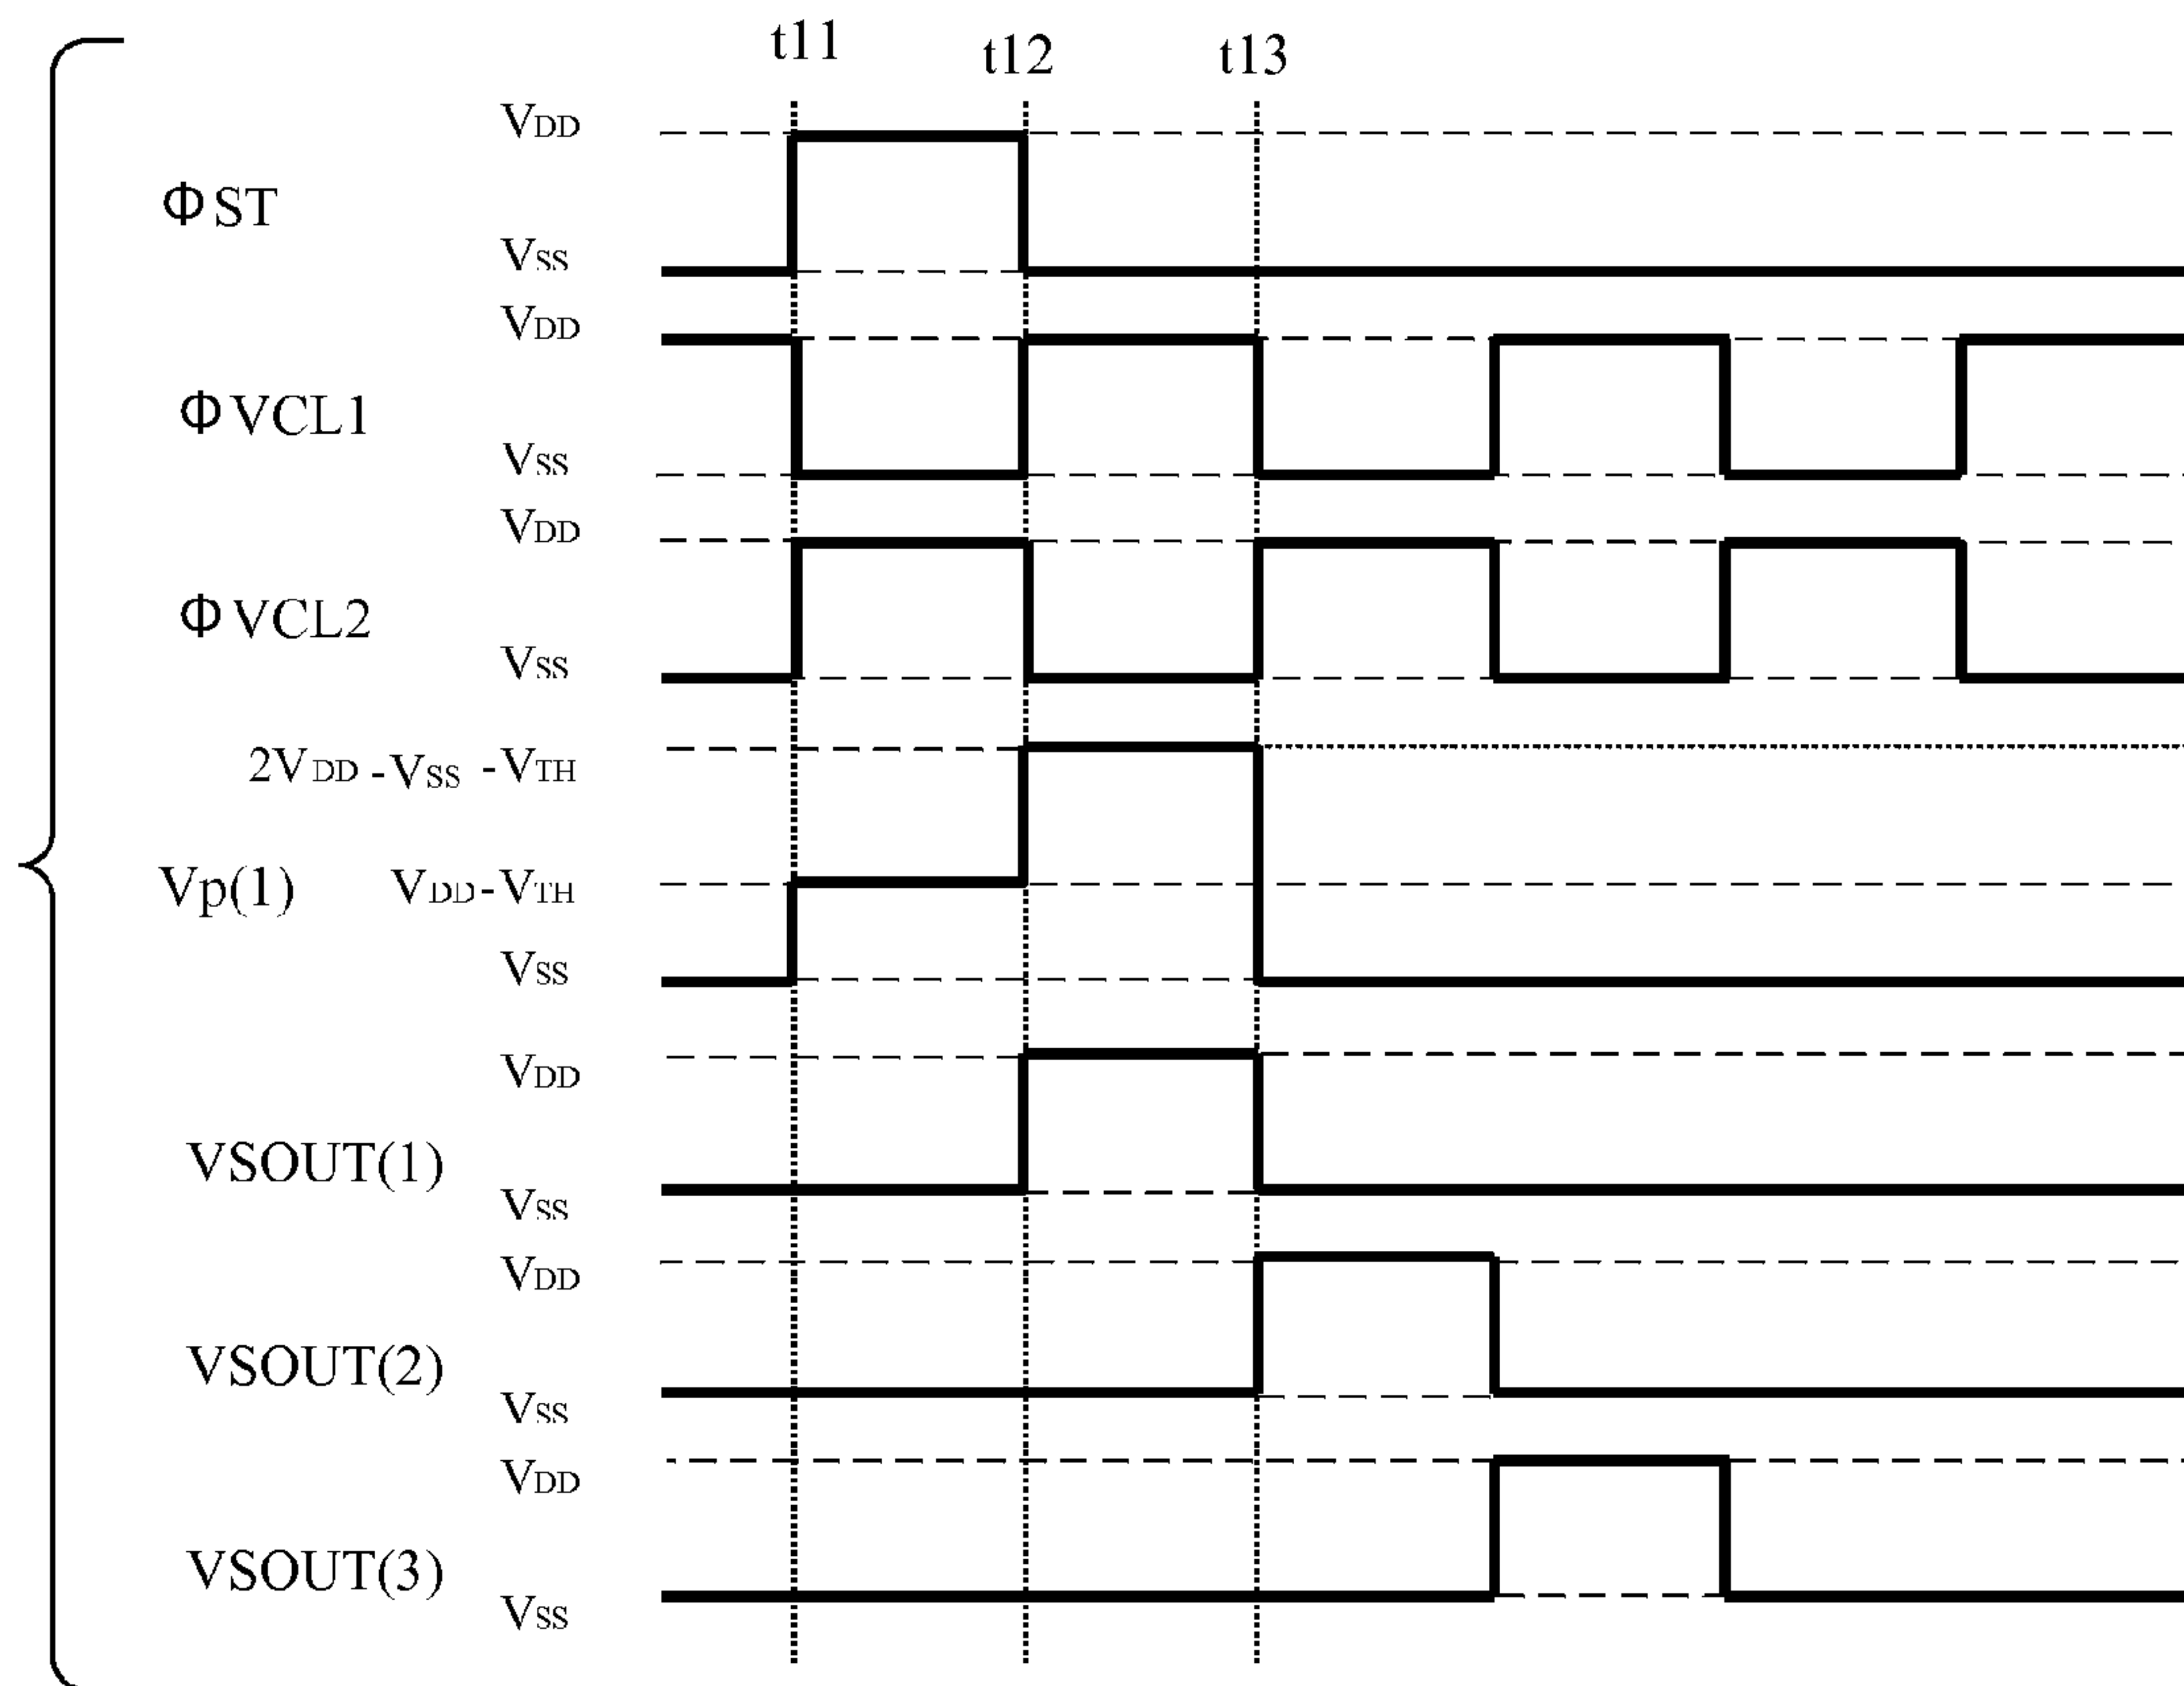 t11 t12 t13
VDD
ΦST
VSS
VDD
ΦVCL1
VSS
VDD
ΦVCL2
VSS
2VDD-VSS-VTH
Vp(1) VDD-VTH
VSS
VDD
VSOUT(1)
VSS
VDD
VSOUT(2)
VSS
VDD
VSOUT(3)
VSS